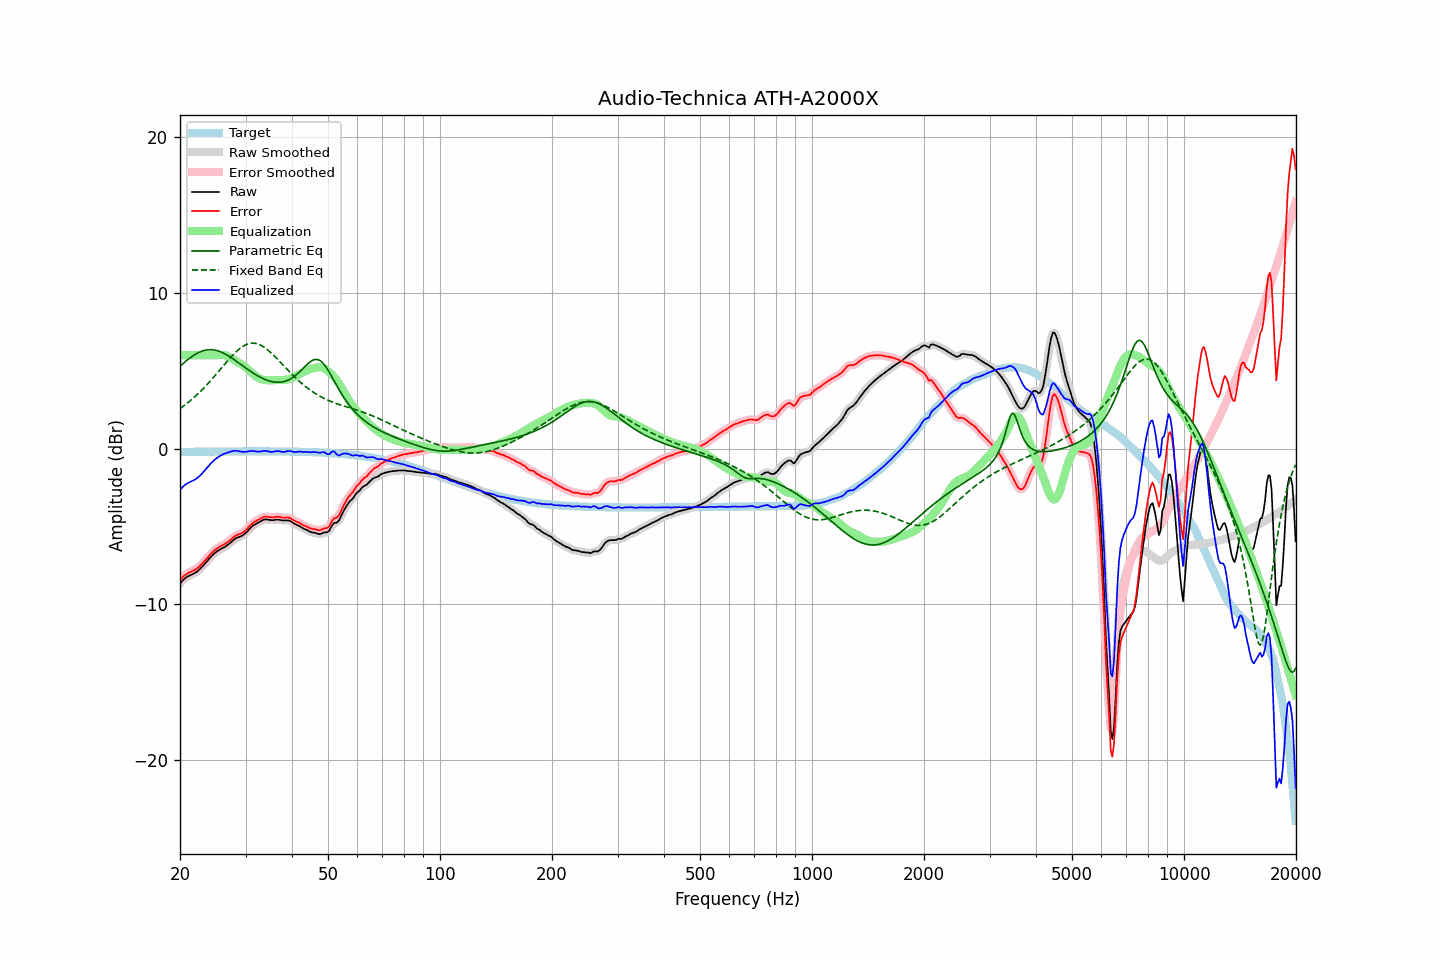 Audio-Technica ATH-A2000X
Target
Raw Smoothed
Error Smoothed
Raw
Error
Equalization
Parametric Eq
Fixed Band Eq
Equalized
Amplitude (dBr)
20
10
0
−10
−20
20
50
100
200
500
1000
2000
5000
10000
20000
Frequency (Hz)